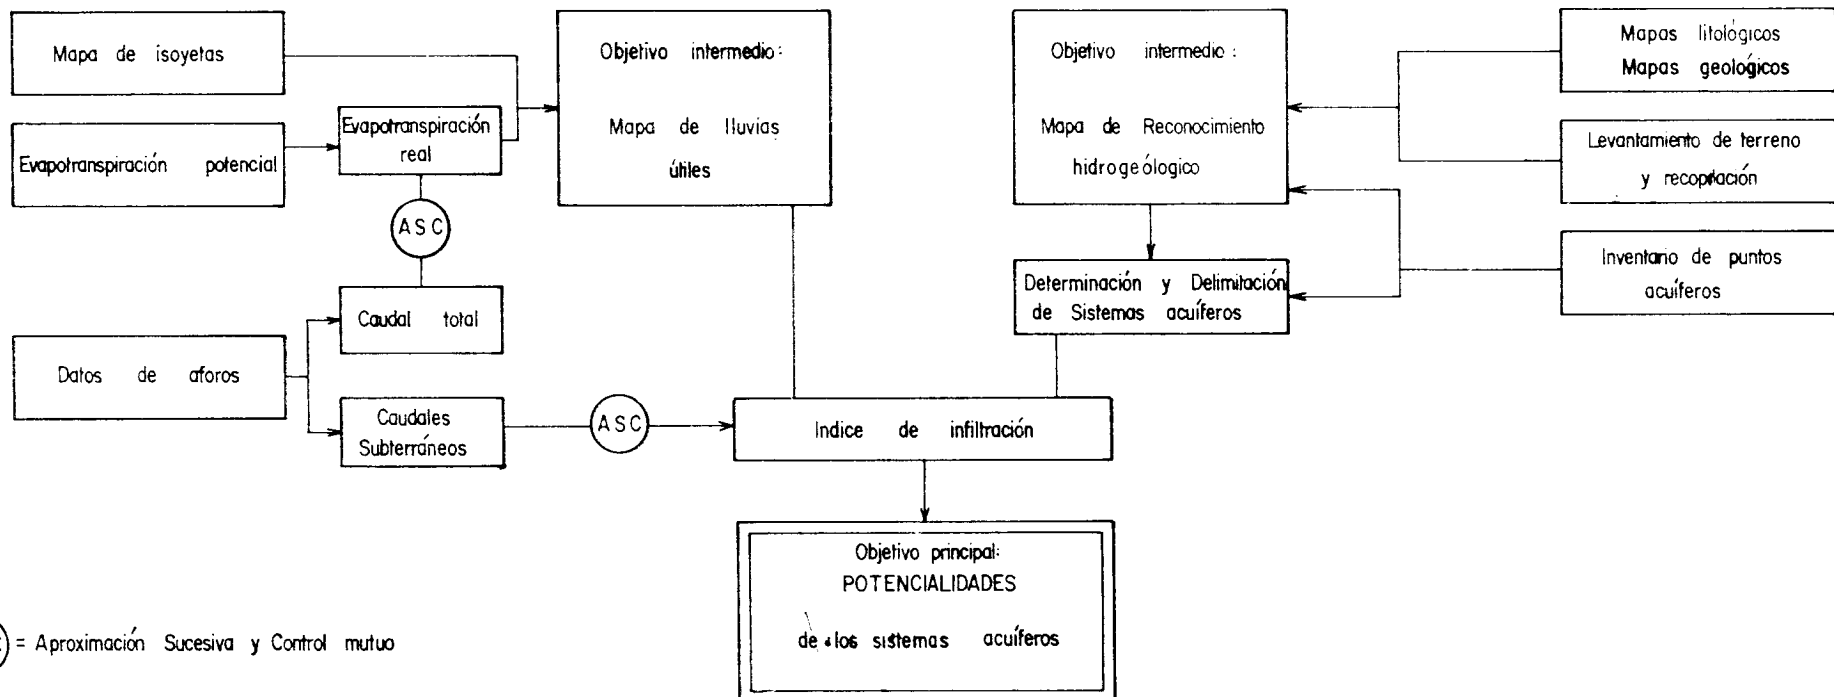 Mapa de isoyetas
Evapotranspiración potencial
Evapotranspiración
real
ASC
Caudal total
Datos de aforos
Caudales
Subterráneos
ASC
Objetivo intermedio:
Mapa de lluvias
útiles
Objetivo intermedio:
Mapa de Reconocimiento
hidrogeólogico
Mapas litológicos
Mapas geológicos
Levantamiento de terreno
y recopilación
Inventario de puntos
acuíferos
Determinación y Delimitación
de Sistemas acuíferos
Indice de infiltración
Objetivo principal:
POTENCIALIDADES
de los sistemas acuíferos
= Aproximación Sucesiva y Control mutuo